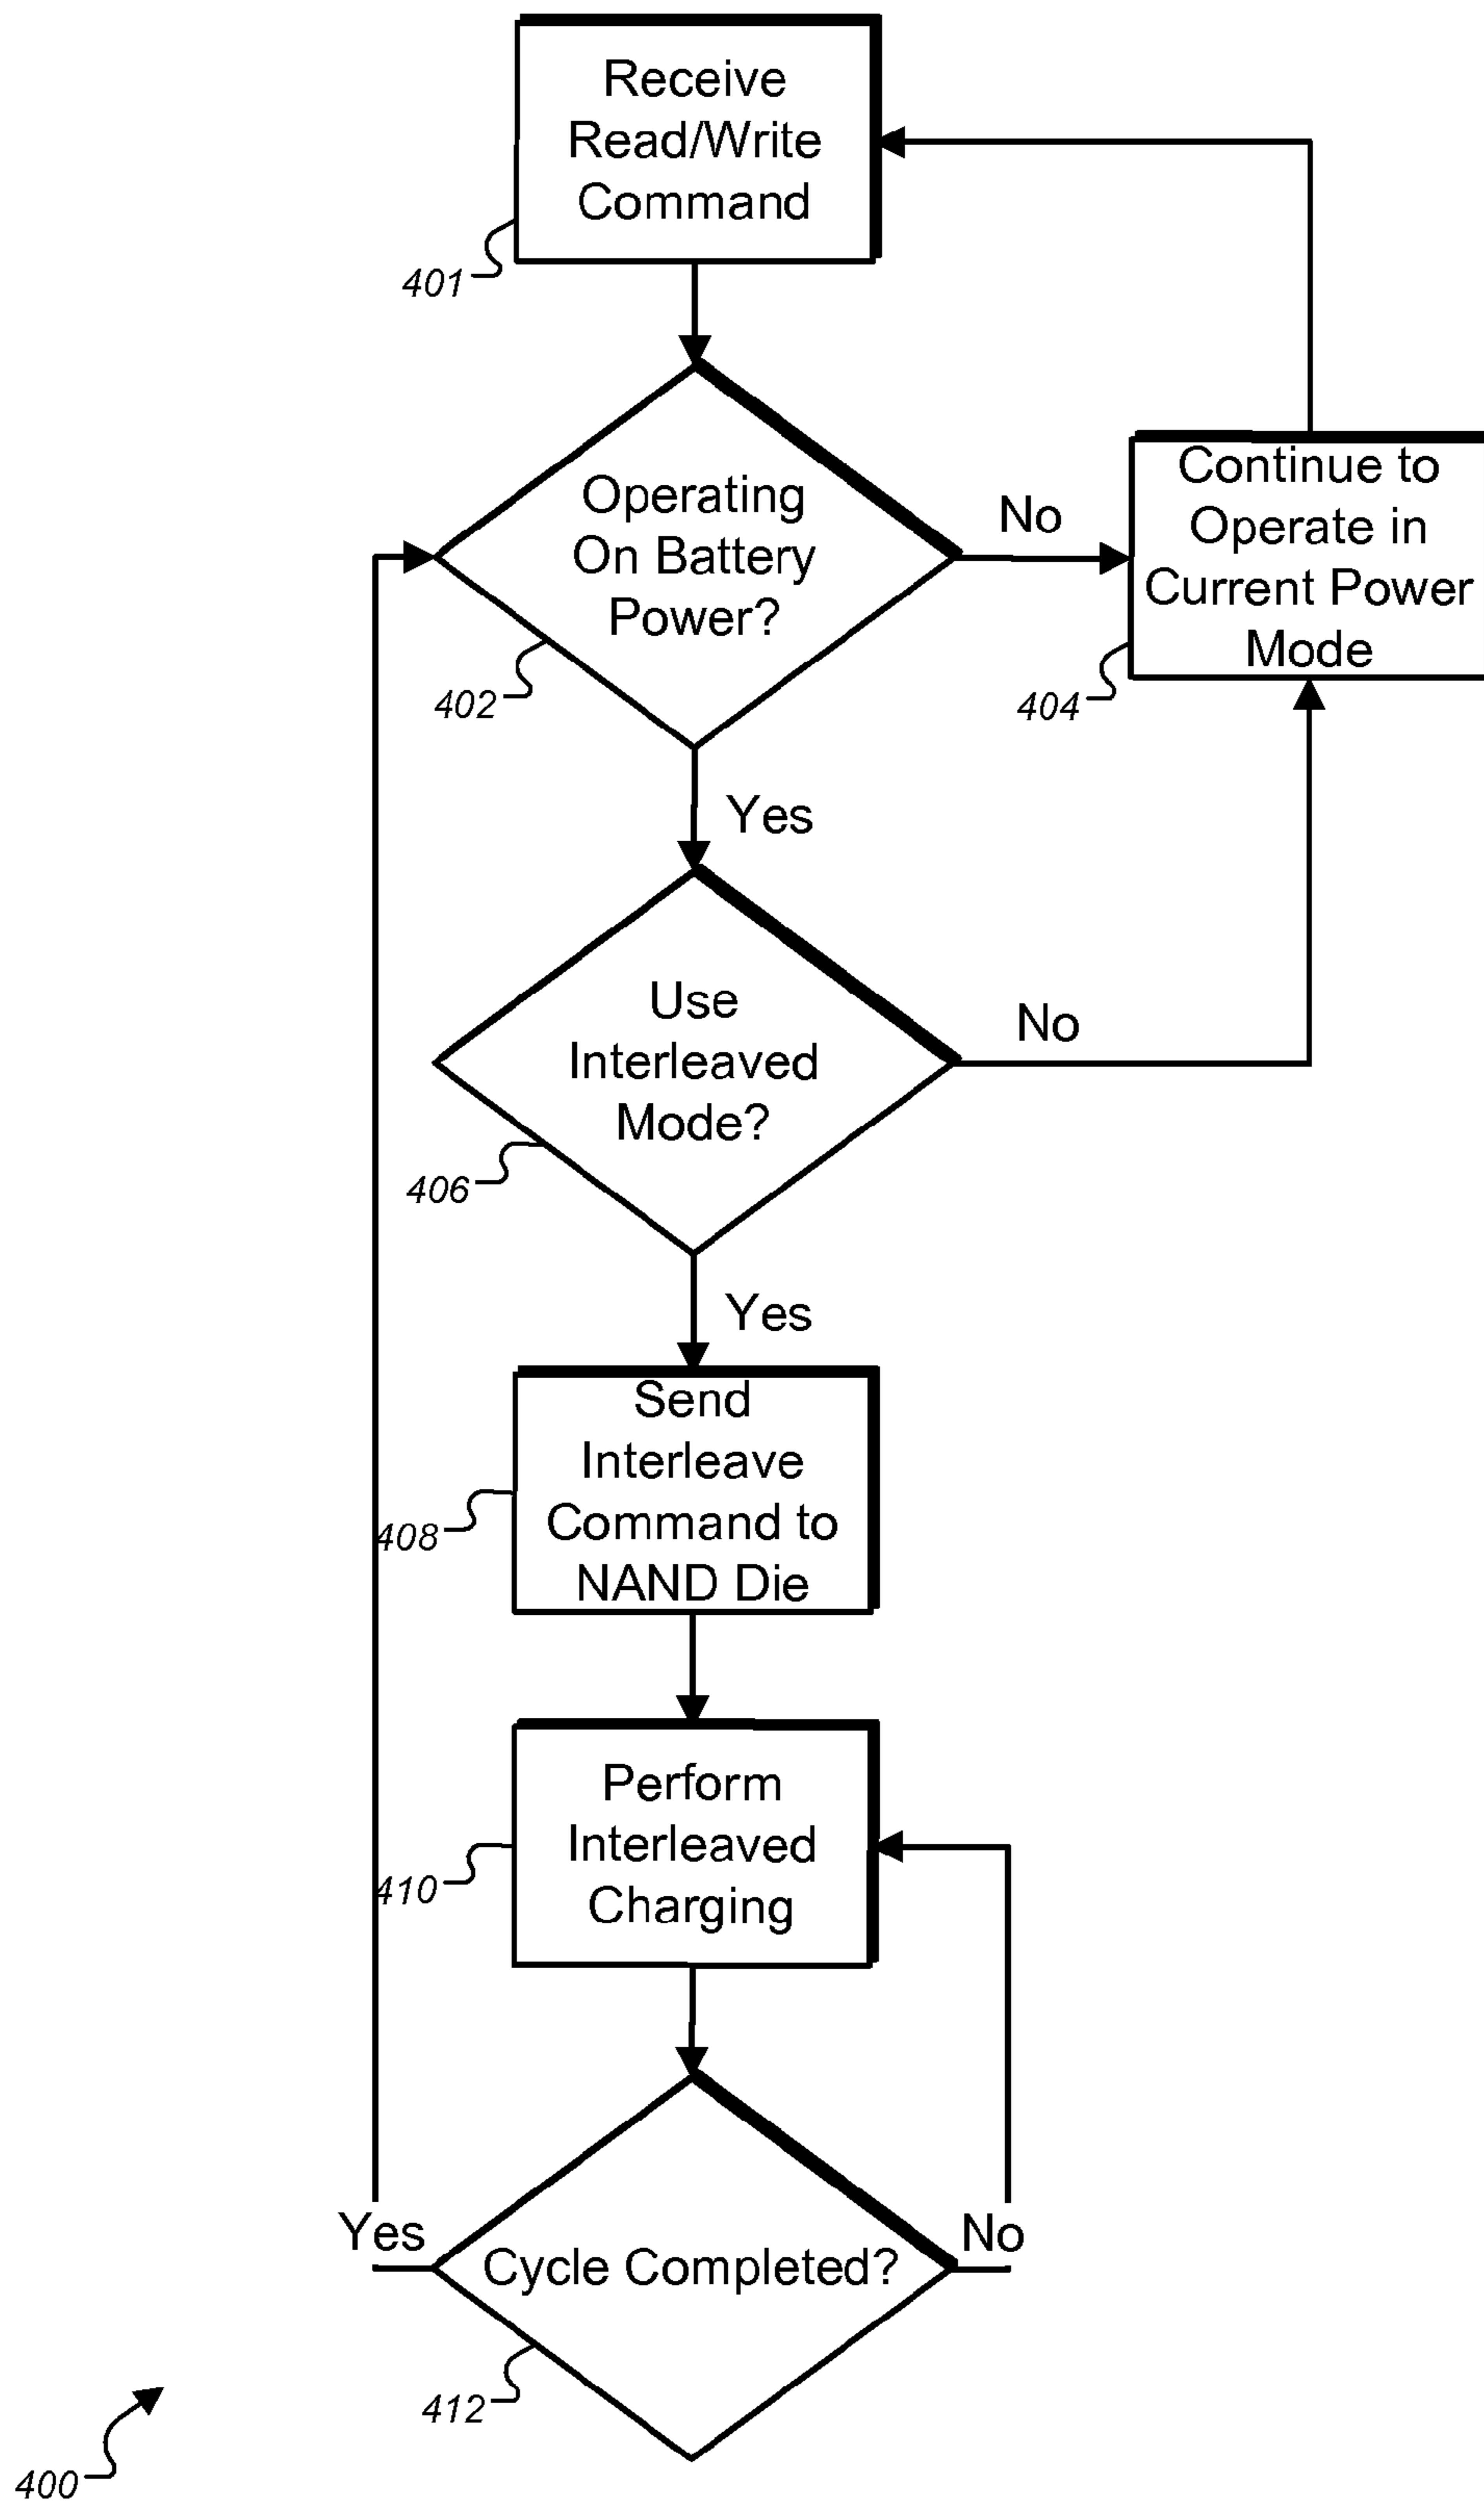 Receive
Read/Write
Command
401
Operating
On Battery
Power?
402
No
Continue to
Operate in
Current Power
Mode
404
Yes
Use
Interleaved
Mode?
406
No
Yes
Send
Interleave
Command to
NAND Die
408
Perform
Interleaved
Charging
410
Yes
Cycle Completed?
No
412
400